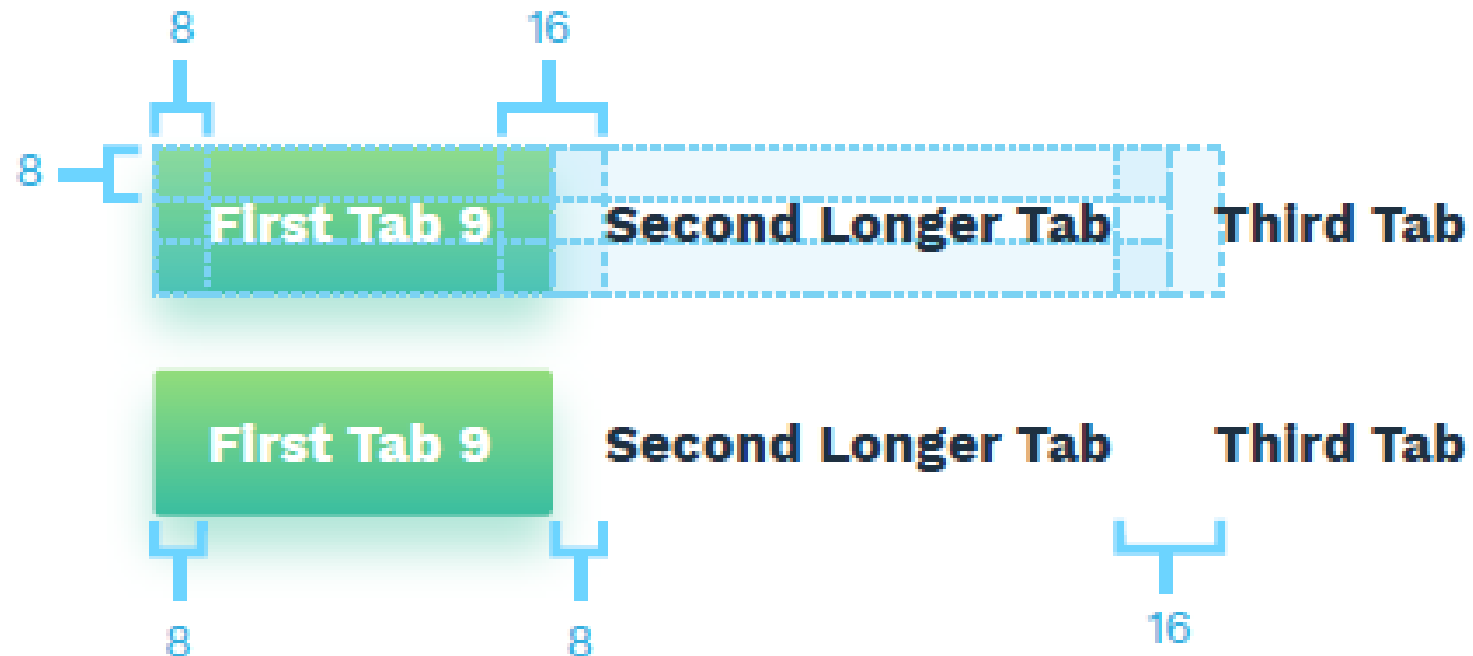 8 16
8
First Tab 9 Second Longer Tab Third Tab
First Tab 9 Second Longer Tab Third Tab
8 8 16